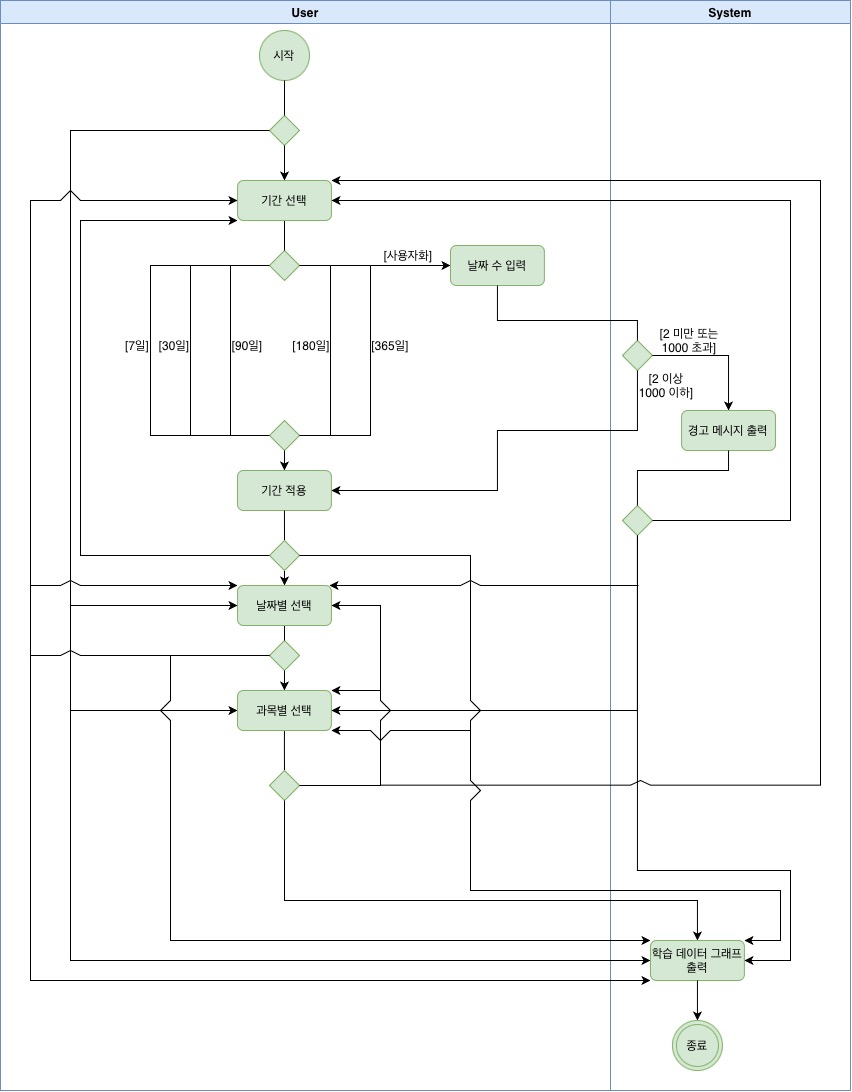 User
System
시작
기간 선택
[사용자화]
날짜 수 입력
[7일]
[30일]
[90일]
[180일]
[365일]
[2 미만 또는
1000 초과]
[2 이상
1000 이하]
경고 메시지 출력
기간 적용
날짜별 선택
과목별 선택
학습 데이터 그래프
출력
종료